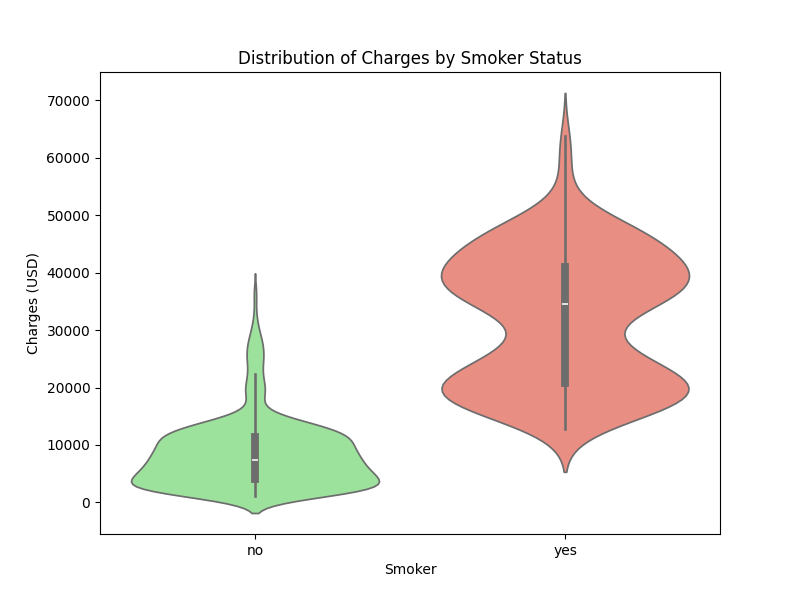 Distribution of Charges by Smoker Status
Charges (USD)
70000
60000
50000
40000
30000
20000
10000
0
no
yes
Smoker